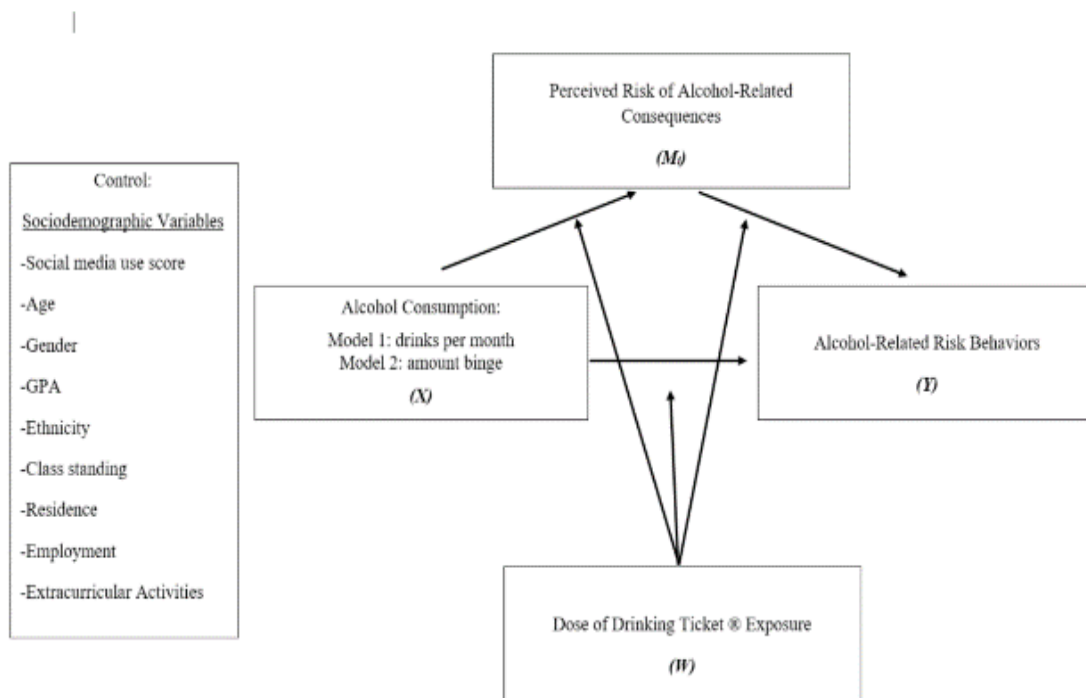 Perceived Risk of Alcohol-Related
Consequences
(Mᵢ)
Control:
Sociodemographic Variables
-Social media use score
-Age
-Gender
-GPA
-Ethnicity
-Class standing
-Residence
-Employment
-Extracurricular Activities
Alcohol Consumption:
Model 1: drinks per month
Model 2: amount binge
(X)
Alcohol-Related Risk Behaviors
(Y)
Dose of Drinking Ticket ® Exposure
(W)